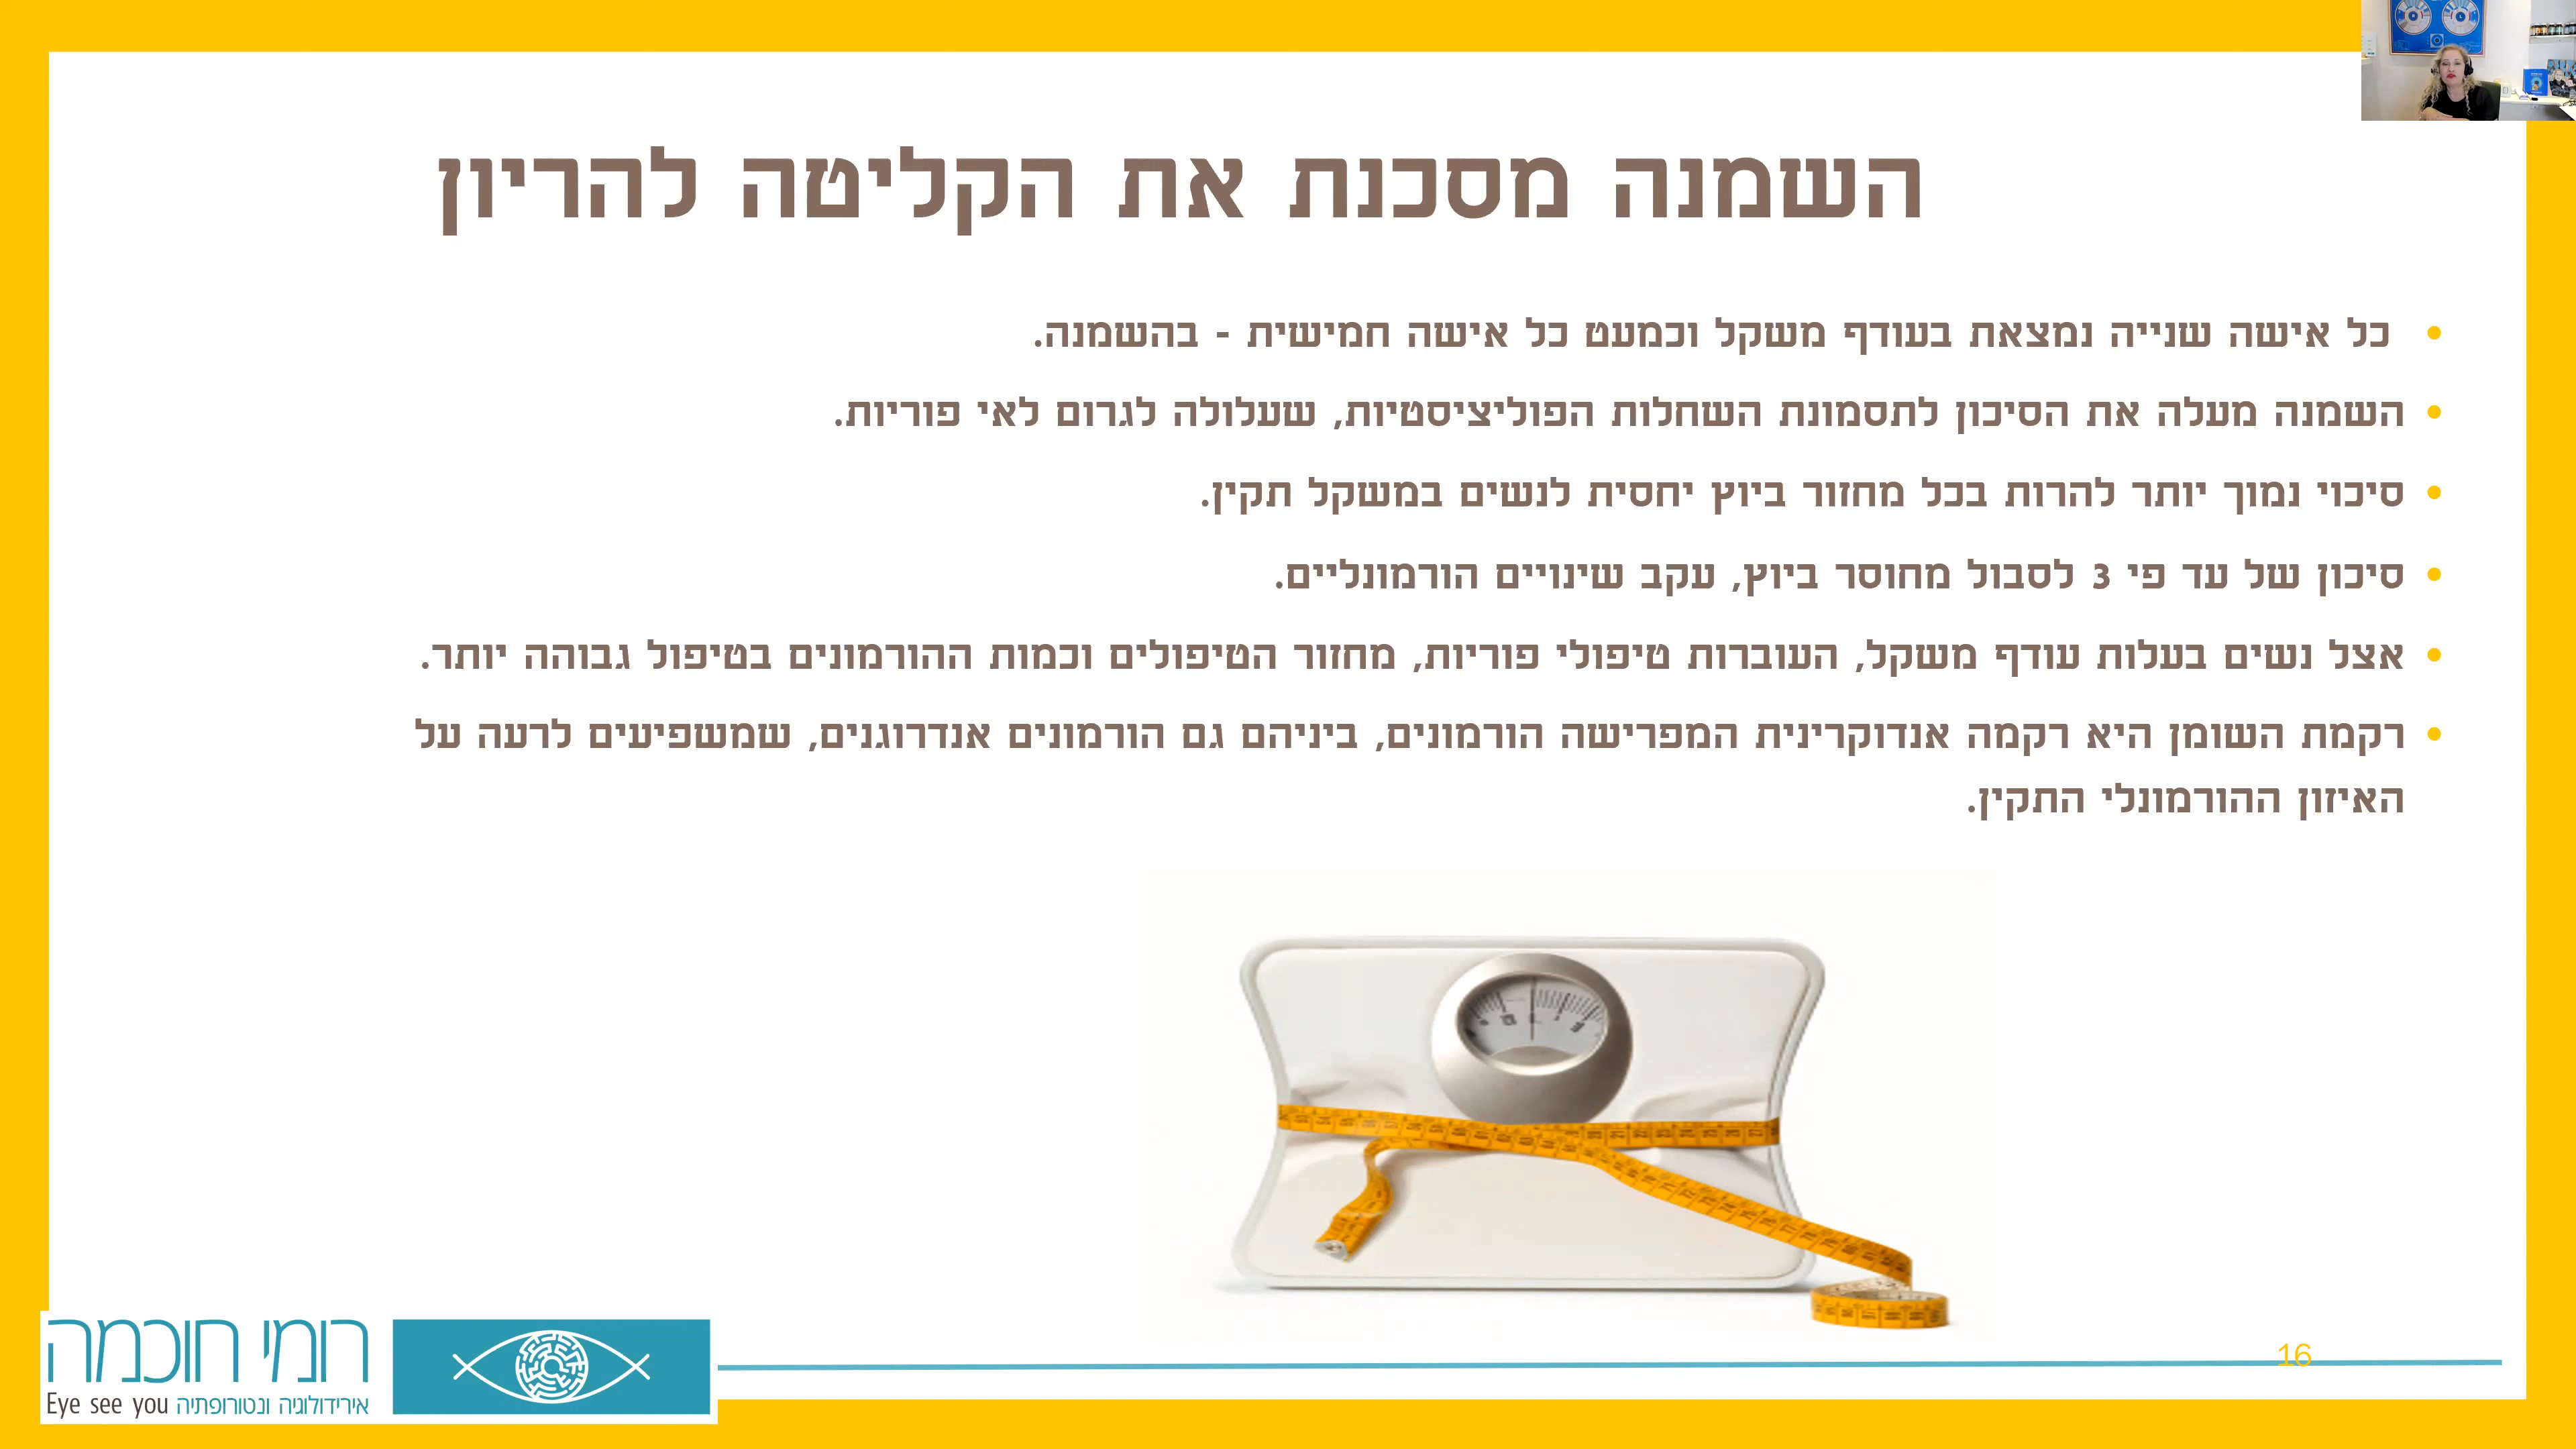 השמנה מסכנת את הקליטה להריון
• כל אישה שנייה נמצאת בעודף משקל וכמעט כל אישה חמישית - בהשמנה.
• השמנה מעלה את הסיכון לתסמונת השחלות הפוליציסטיות, שעלולה לגרום לאי פוריות.
• סיכוי נמוך יותר להרות בכל מחזור ביוץ יחסית לנשים במשקל תקין.
• סיכון של עד פי 3 לסבול מחוסר ביוץ, עקב שינויים הורמונליים.
• אצל נשים בעלות עודף משקל, העוברות טיפולי פוריות, מחזור הטיפולים וכמות ההורמונים בטיפול גבוהה יותר.
• רקמת השומן היא רקמה אנדוקרינית המפרישה הורמונים, ביניהם גם הורמונים אנדרוגנים, שמשפיעים לרעה על
האיזון ההורמונלי התקין.
רומי חוכמה
אירידולוגיה ונטורופתיה Eye see you
16